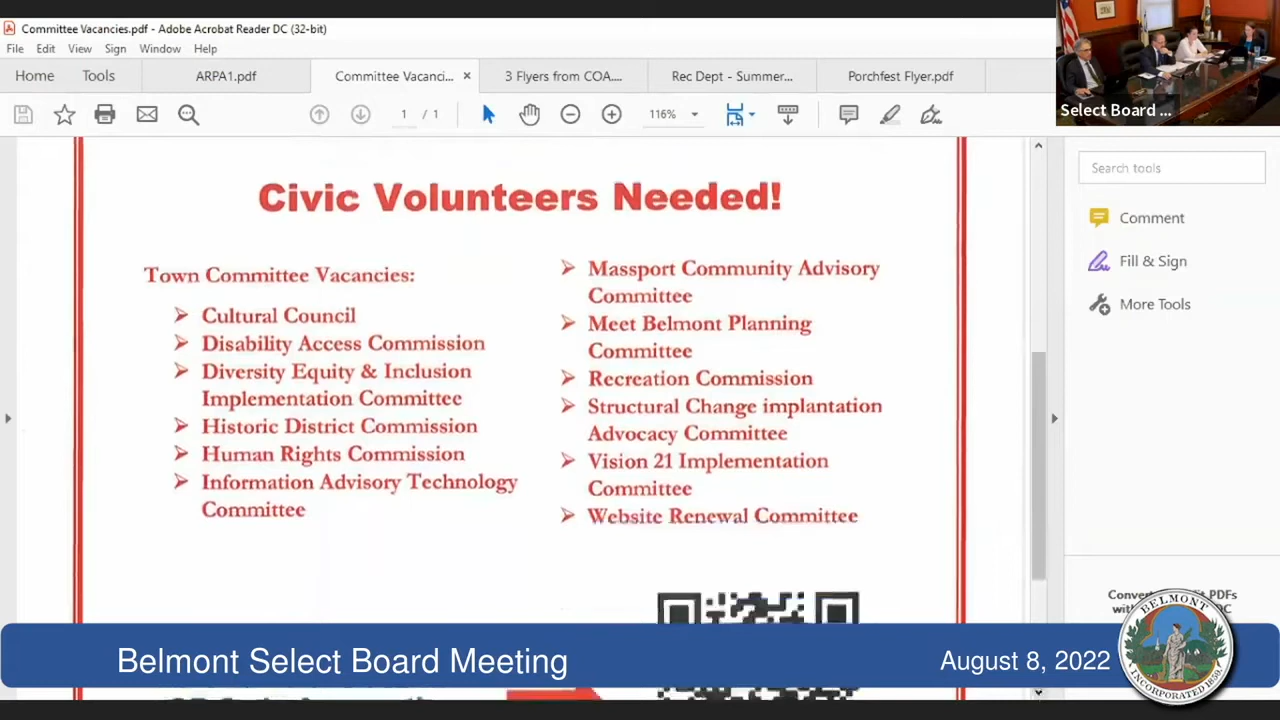 Committee Vacancies.pdf - Adobe Acrobat Reader DC (32-bit)
File Edit View Sign Window Help
Home Tools ARPA1.pdf Committee Vacanci... × 3 Flyers from COA.... Rec Dept - Summer... Porchfest Flyer.pdf
1 / 1 116%
Select Board ...
Search tools
Comment
Fill & Sign
More Tools
Civic Volunteers Needed!
Town Committee Vacancies:
Cultural Council
Disability Access Commission
Diversity Equity & Inclusion
Implementation Committee
Historic District Commission
Human Rights Commission
Information Advisory Technology
Committee
Massport Community Advisory
Committee
Meet Belmont Planning
Committee
Recreation Commission
Structural Change implantation
Advocacy Committee
Vision 21 Implementation
Committee
Website Renewal Committee
Belmont Select Board Meeting
August 8, 2022
BELMONT
INCORPORATED 1859